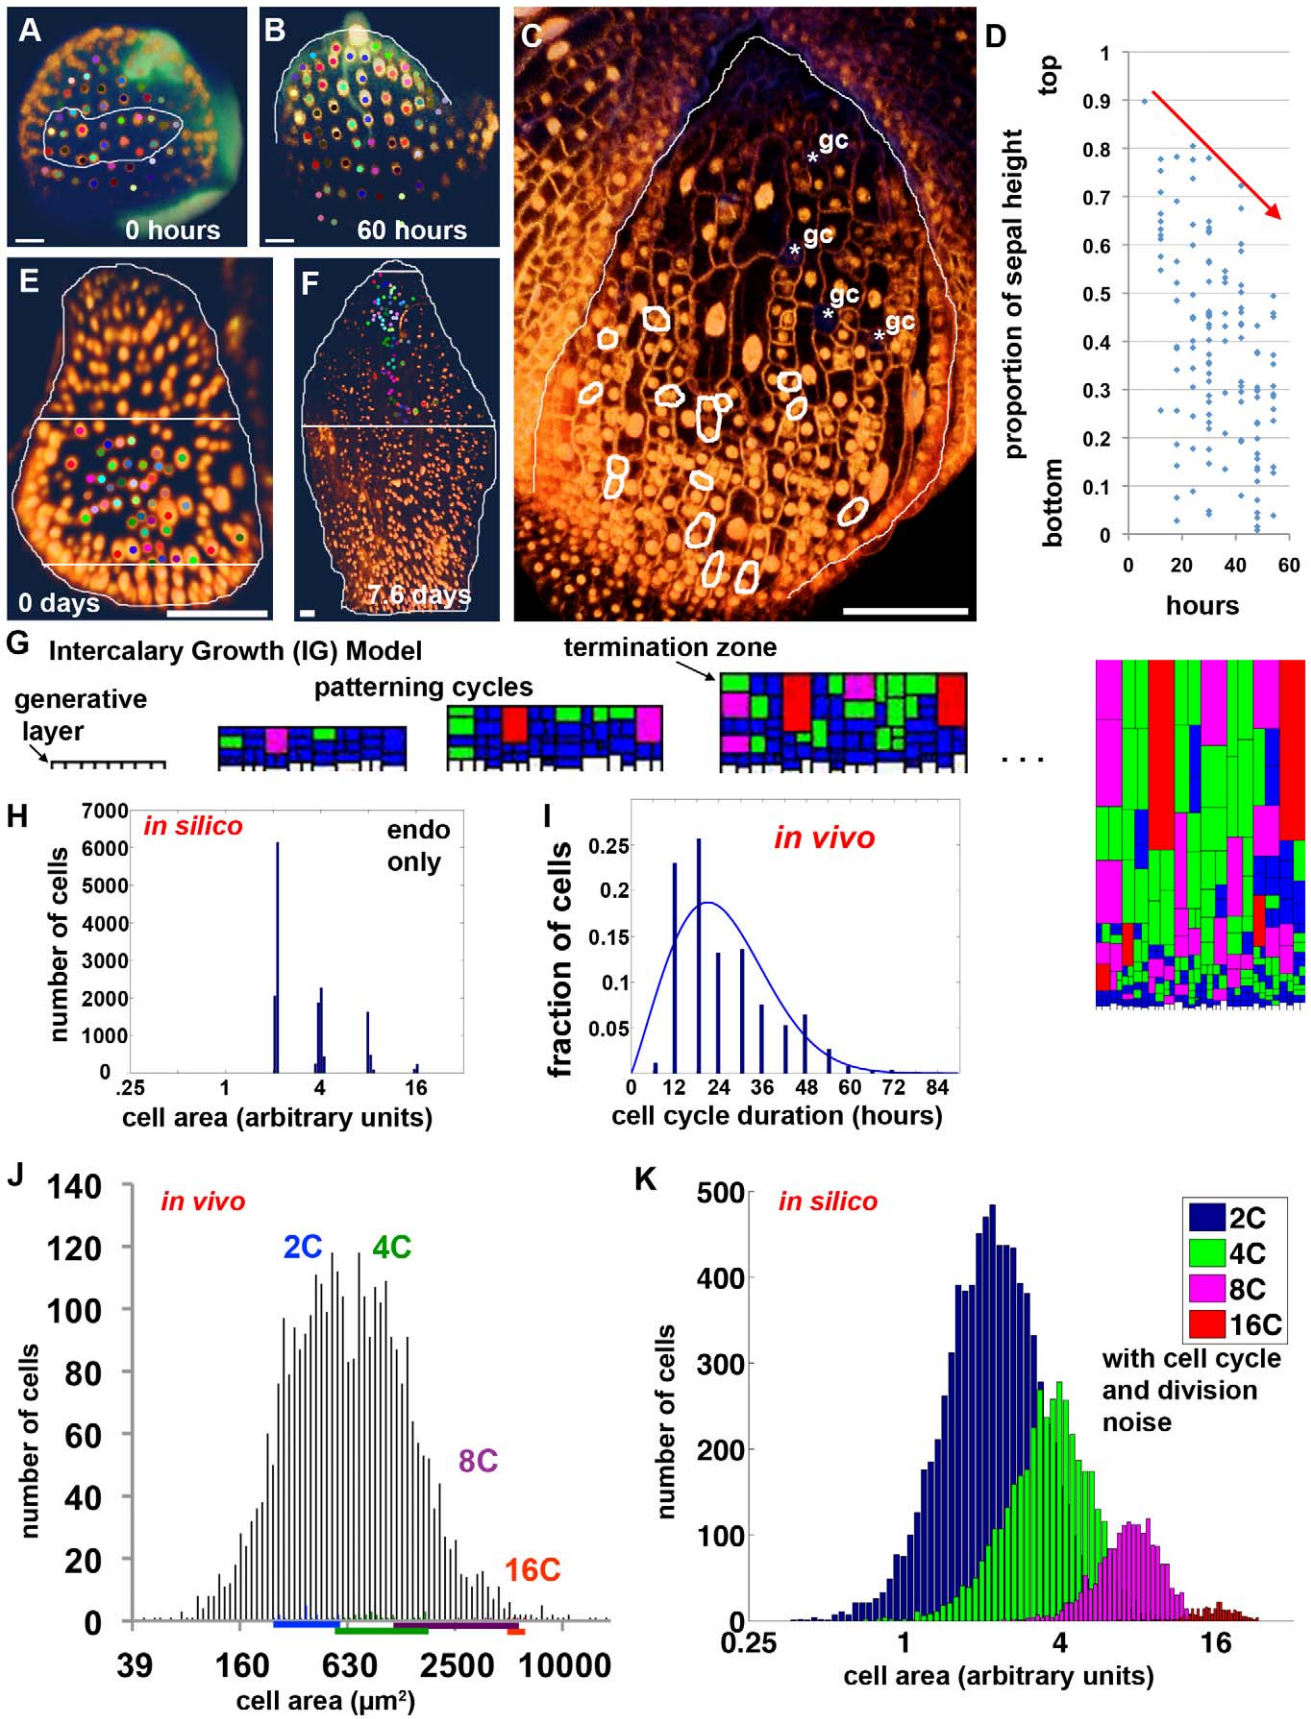 A
0 hours
B
60 hours
C
* gc
* gc
gc
*
* gc
D
top
proportion of sepal height
bottom
1
0.9
0.8
0.7
0.6
0.5
0.4
0.3
0.2
0.1
0
0 20 40 60
hours
E
0 days
F
7.6 days
G
Intercalary Growth (IG) Model
generative
layer
patterning cycles
termination zone
. . .
H
in silico
endo
only
number of cells
7000
6000
5000
4000
3000
2000
1000
0
.25 1 4 16
cell area (arbitrary units)
I
in vivo
fraction of cells
0.25
0.2
0.15
0.1
0.05
0 12 24 36 48 60 72 84
cell cycle duration (hours)
J
in vivo
number of cells
140
120
100
80
60
40
20
0
2C
4C
8C
16C
39 160 630 2500 10000
cell area (µm²)
K
in silico
number of cells
500
400
300
200
100
0
2C
4C
8C
16C
with cell cycle
and division
noise
0.25 1 4 16
cell area (arbitrary units)